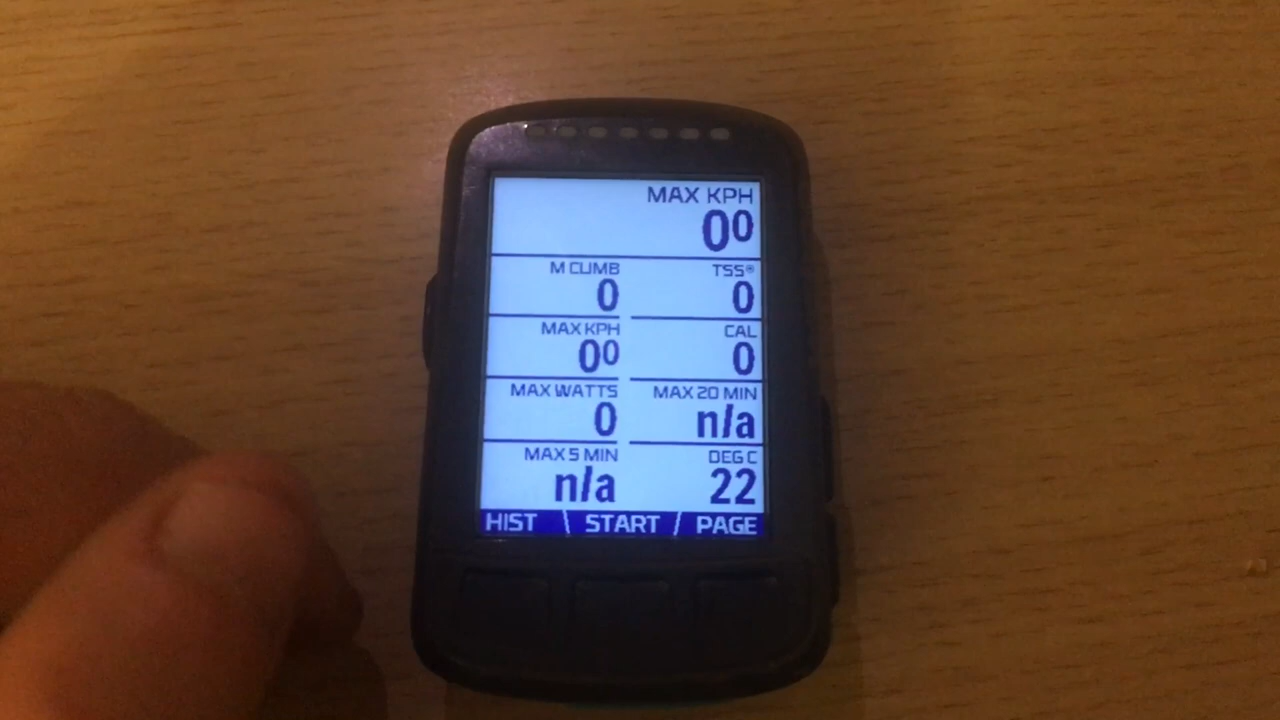 MAX KPH
0⁰
M CLIMB TSS®
0 0
MAX KPH CAL
0⁰ 0
MAX WATTS MAX 20 MIN
0 n/a
MAX 5 MIN DEG C
n/a 22
HIST START PAGE